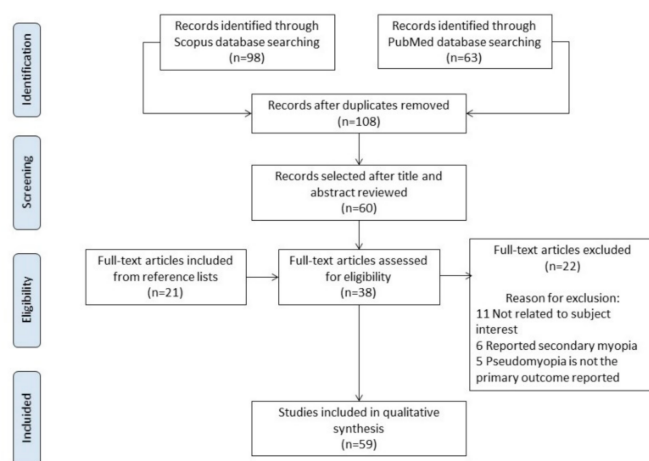 Identification
Records identified through
Scopus database searching
(n=98)
Records identified through
PubMed database searching
(n=63)
Records after duplicates removed
(n=108)
Screening
Records selected after title and
abstract reviewed
(n=60)
Eligibility
Full-text articles included
from reference lists
(n=21)
Full-text articles assessed
for eligibility
(n=38)
Full-text articles excluded
(n=22)
Reason for exclusion:
11 Not related to subject
interest
6 Reported secondary myopia
5 Pseudomyopia is not the
primary outcome reported
Incluided
Studies included in qualitative
synthesis
(n=59)